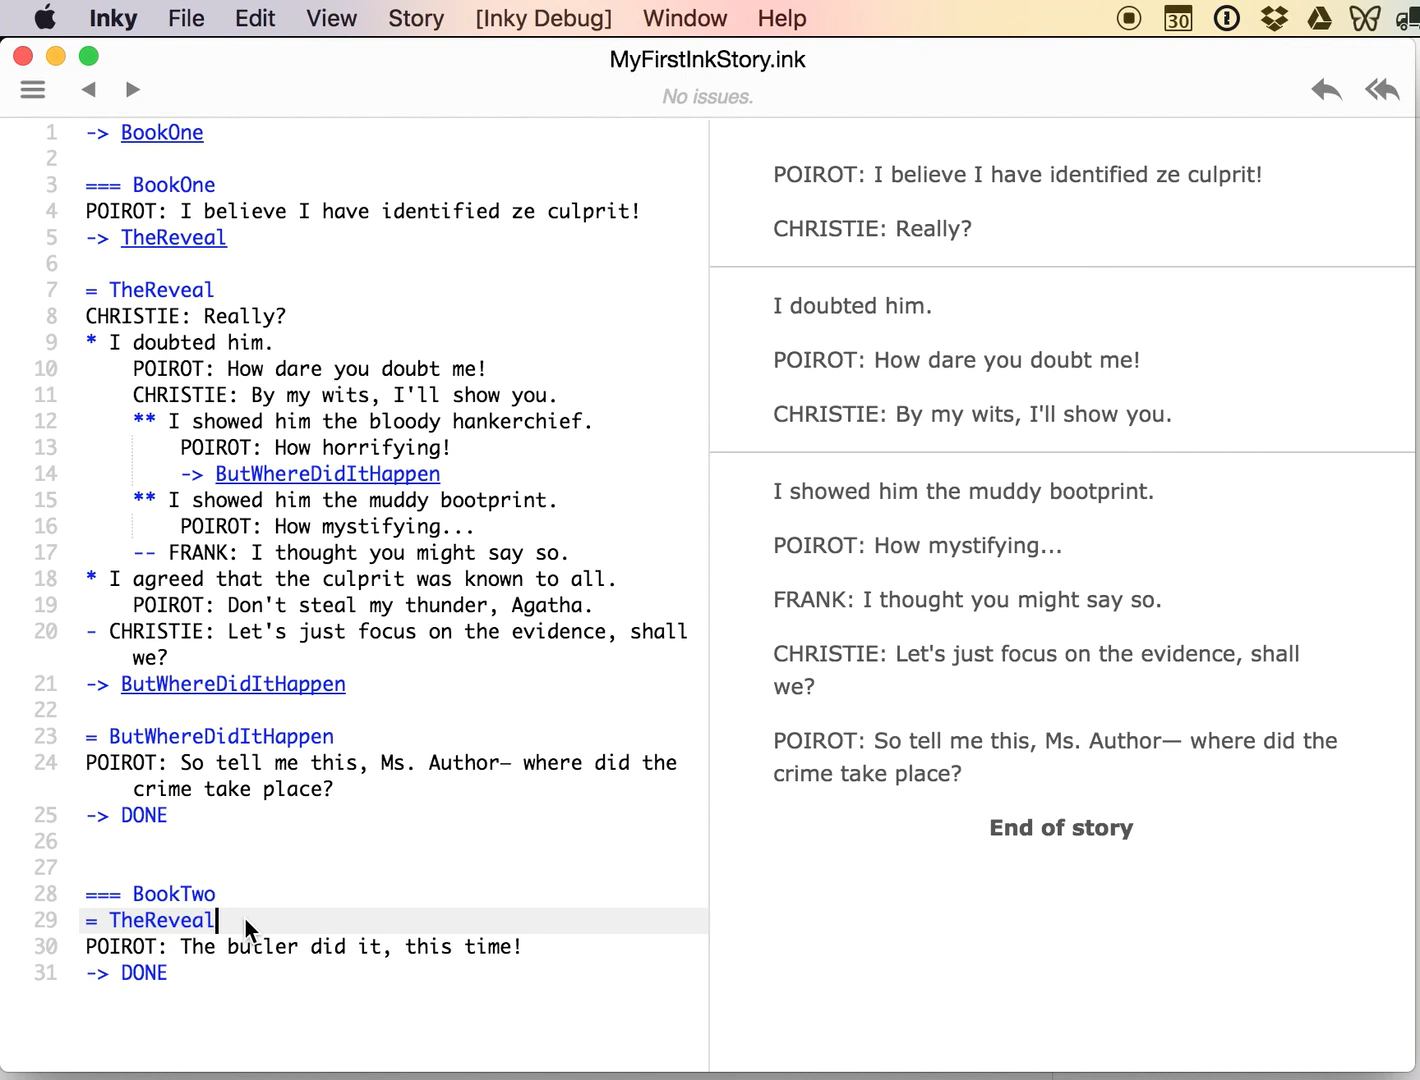 Inky File Edit View Story [Inky Debug] Window Help 30
MyFirstInkStory.ink
No issues.
1 -> BookOne
2
3 === BookOne
4 POIROT: I believe I have identified ze culprit!
5 -> TheReveal
6
7 = TheReveal
8 CHRISTIE: Really?
9 * I doubted him.
10 POIROT: How dare you doubt me!
11 CHRISTIE: By my wits, I'll show you.
12 ** I showed him the bloody hankerchief.
13 POIROT: How horrifying!
14 -> ButWhereDidItHappen
15 ** I showed him the muddy bootprint.
16 POIROT: How mystifying...
17 -- FRANK: I thought you might say so.
18 * I agreed that the culprit was known to all.
19 POIROT: Don't steal my thunder, Agatha.
20 - CHRISTIE: Let's just focus on the evidence, shall
we?
21 -> ButWhereDidItHappen
22
23 = ButWhereDidItHappen
24 POIROT: So tell me this, Ms. Author— where did the
crime take place?
25 -> DONE
26
27
28 === BookTwo
29 = TheReveal
30 POIROT: The butler did it, this time!
31 -> DONE
POIROT: I believe I have identified ze culprit!
CHRISTIE: Really?
I doubted him.
POIROT: How dare you doubt me!
CHRISTIE: By my wits, I'll show you.
I showed him the muddy bootprint.
POIROT: How mystifying...
FRANK: I thought you might say so.
CHRISTIE: Let's just focus on the evidence, shall
we?
POIROT: So tell me this, Ms. Author— where did the
crime take place?
End of story